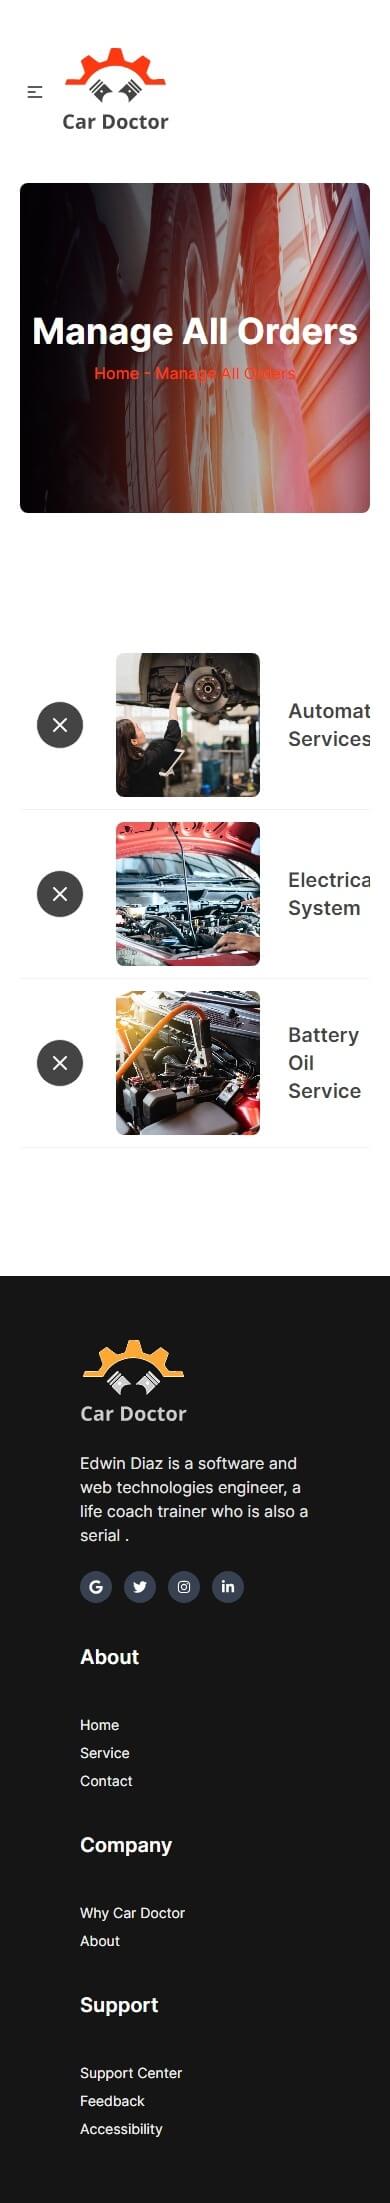 Car Doctor
Manage All Orders
Home - Manage All Orders
Automat
Services
Electrica
System
Battery
Oil
Service
Car Doctor
Edwin Diaz is a software and
web technologies engineer, a
life coach trainer who is also a
serial .
About
Home
Service
Contact
Company
Why Car Doctor
About
Support
Support Center
Feedback
Accessibility